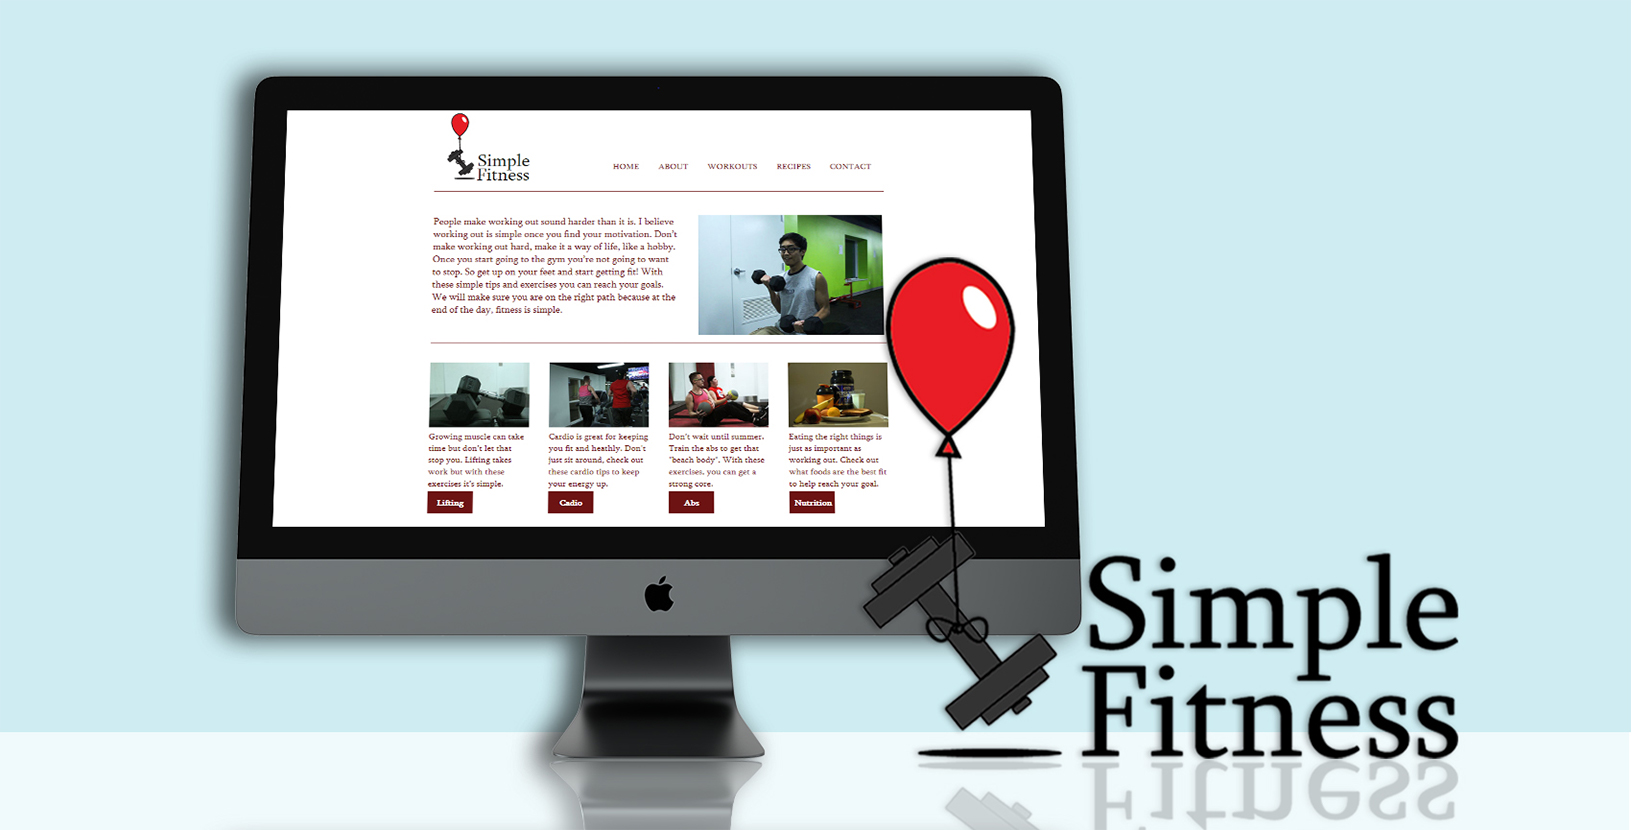 Simple
Fitness
HOME ABOUT WORKOUTS RECIPES CONTACT
People make working out sound harder than it is. I believe
working out is simple once you find your motivation. Don't
make working out hard, make it a way of life, like a hobby.
Once you start going to the gym you're not going to want
to stop. So get up on your feet and start getting fit! With
these simple tips and exercises you can reach your goals.
We will make sure you are on the right path because at the
end of the day, fitness is simple.
Growing muscle can take
time but don't let that
stop you. Lifting takes
work but with these
exercises it's simple.
Lifting
Cardio is great for keeping
you fit and heathly. Don't
just sit around, check out
these cardio tips to keep
your energy up.
Cadio
Don't wait until summer.
Train the abs to get that
"beach body". With these
exercises, you can get a
strong core.
Abs
Eating the right things is
just as important as
working out. Check out
what foods are the best fit
to help reach your goal.
Nutrition
Simple
Fitness